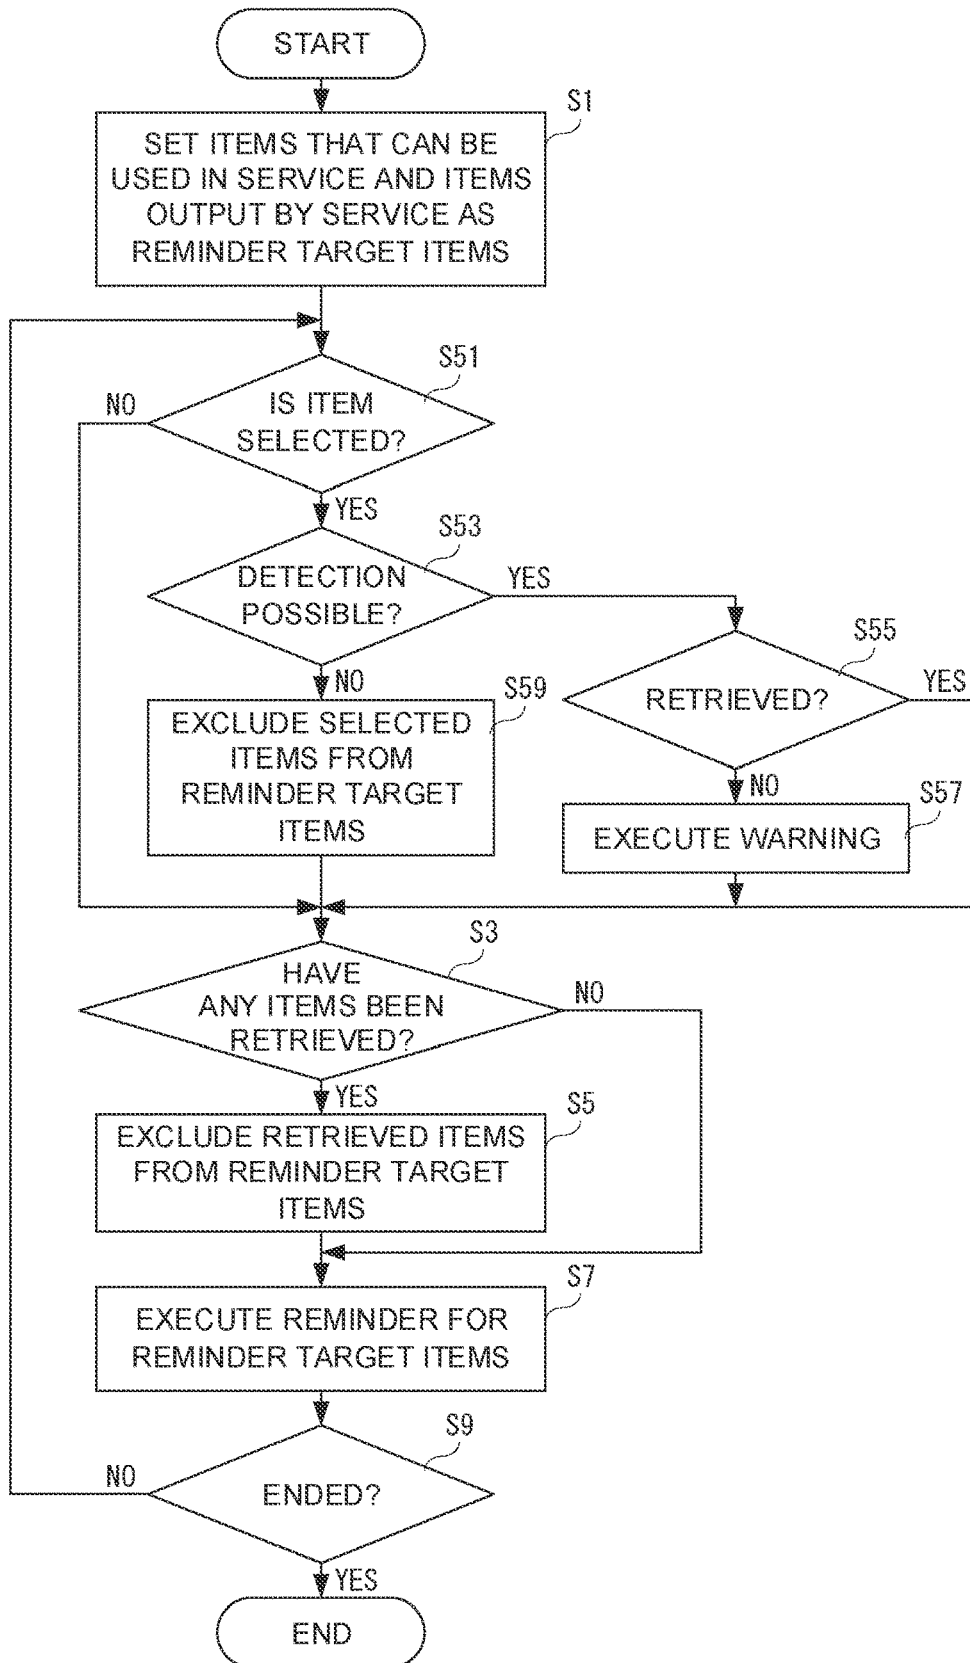 START
S1
SET ITEMS THAT CAN BE
USED IN SERVICE AND ITEMS
OUTPUT BY SERVICE AS
REMINDER TARGET ITEMS
S51
NO
IS ITEM
SELECTED?
YES
S53
DETECTION
POSSIBLE?
YES
NO
S55
RETRIEVED?
YES
S59
EXCLUDE SELECTED
ITEMS FROM
REMINDER TARGET
ITEMS
NO
S57
EXECUTE WARNING
S3
HAVE
ANY ITEMS BEEN
RETRIEVED?
NO
YES
S5
EXCLUDE RETRIEVED ITEMS
FROM REMINDER TARGET
ITEMS
S7
EXECUTE REMINDER FOR
REMINDER TARGET ITEMS
S9
NO
ENDED?
YES
END